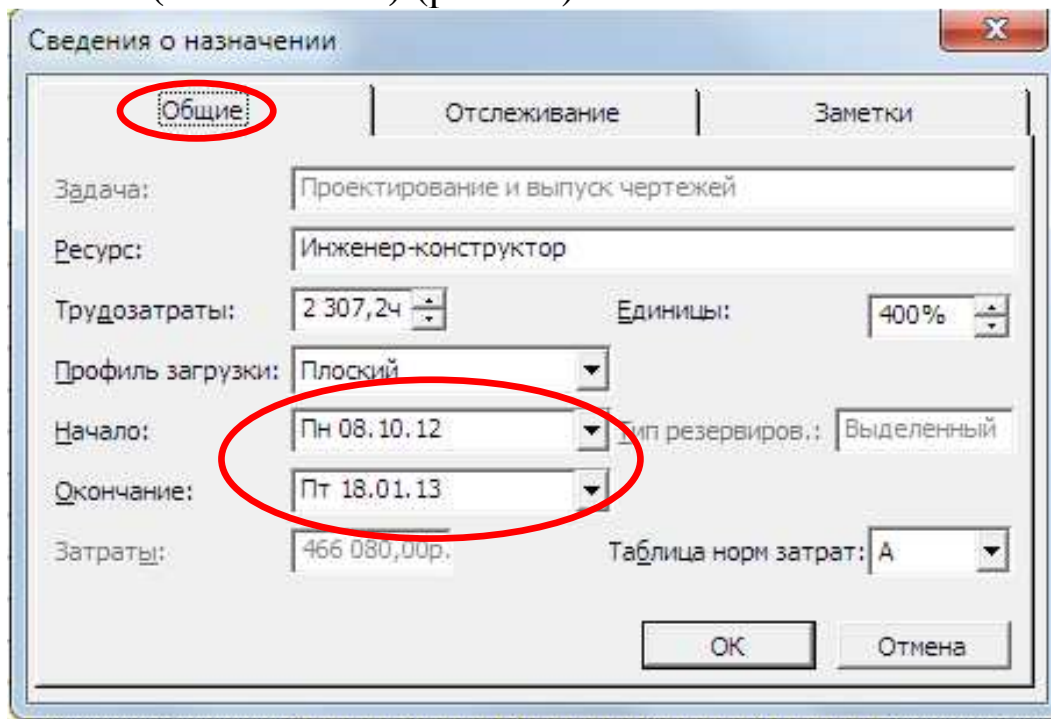 Сведения о назначении
Общие Отслеживание Заметки
Задача: Проектирование и выпуск чертежей
Ресурс: Инженер-конструктор
Трудозатраты: 2 307,2ч Единицы: 400%
Профиль загрузки: Плоский
Начало: Пн 08.10.12 Тип резервиров.: Выделенный
Окончание: Пт 18.01.13
Затраты: 466 080,00р. Таблица норм затрат: A
ОК Отмена